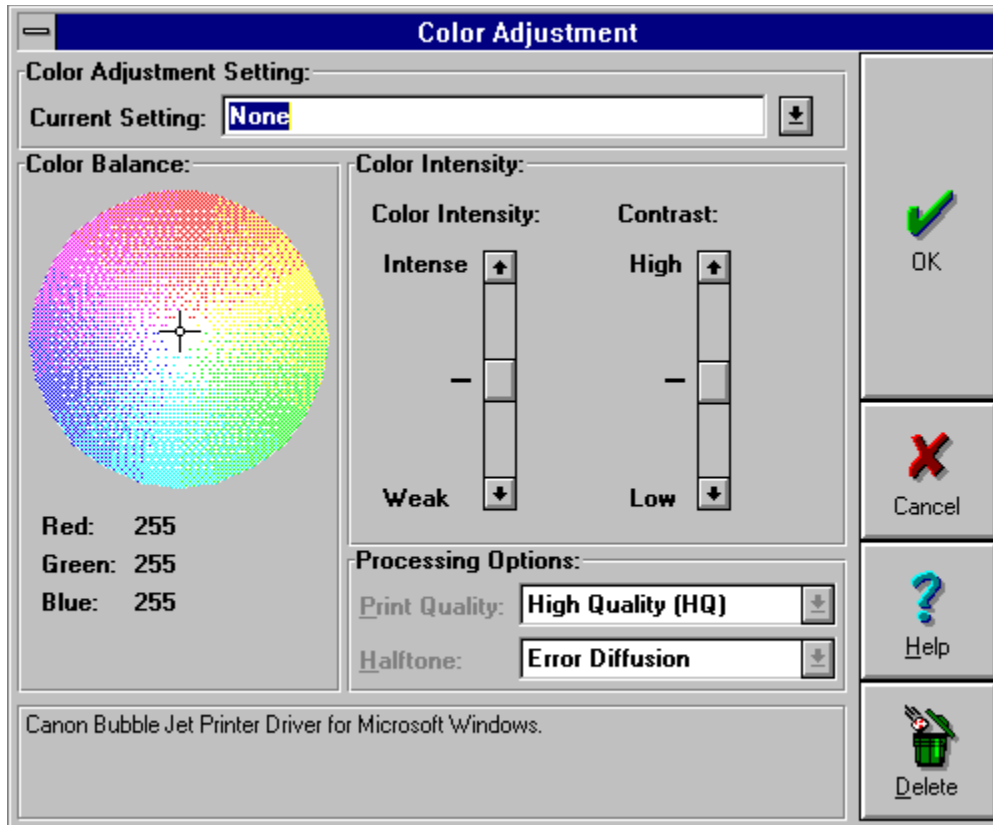 Color Adjustment
Color Adjustment Setting:
Current Setting: None
Color Balance:
Red: 255
Green: 255
Blue: 255
Color Intensity:
Color Intensity:
Intense
Weak
Contrast:
High
Low
Processing Options:
Print Quality: High Quality (HQ)
Halftone: Error Diffusion
Canon Bubble Jet Printer Driver for Microsoft Windows.
OK
Cancel
Help
Delete